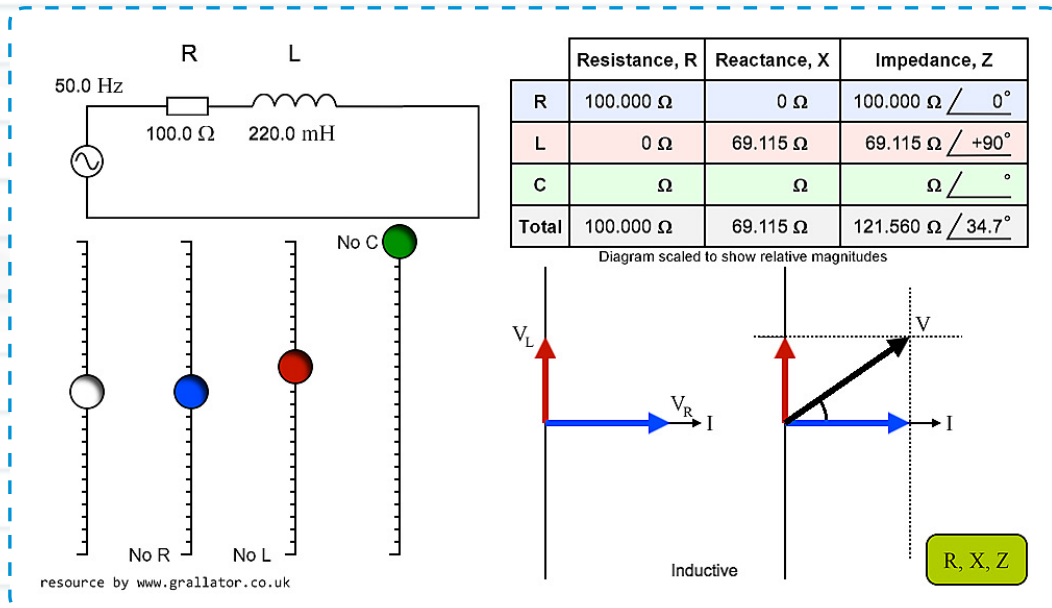 R L
50.0 Hz
100.0 Ω 220.0 mH
No C
No R No L
resource by www.grallator.co.uk
Resistance, R Reactance, X Impedance, Z
R 100.000 Ω 0 Ω 100.000 Ω 0°
L 0 Ω 69.115 Ω 69.115 Ω +90°
C Ω Ω Ω °
Total 100.000 Ω 69.115 Ω 121.560 Ω 34.7°
Diagram scaled to show relative magnitudes
VL
VR I
V
I
Inductive
R, X, Z